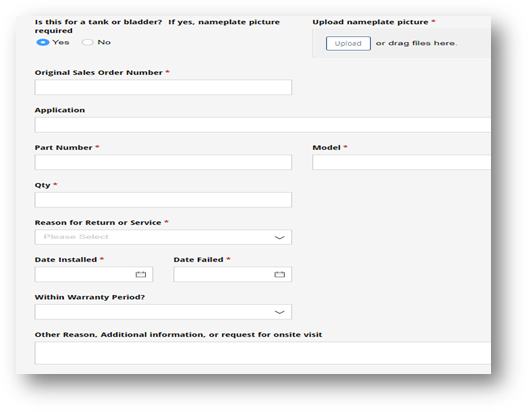 Is this for a tank or bladder?  If yes, nameplate picture
required
Yes No
Upload nameplate picture *
Upload or drag files here.
Original Sales Order Number *
Application
Part Number * Model *
Qty *
Reason for Return or Service *
Please Select
Date Installed * Date Failed *
Within Warranty Period?
Other Reason, Additional information, or request for onsite visit